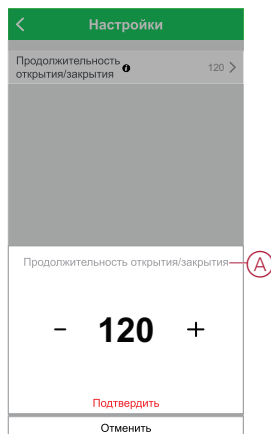 Настройки
Продолжительность
открытия/закрытия
120
Продолжительность открытия/закрытия
A
- 120 +
Подтвердить
Отменить